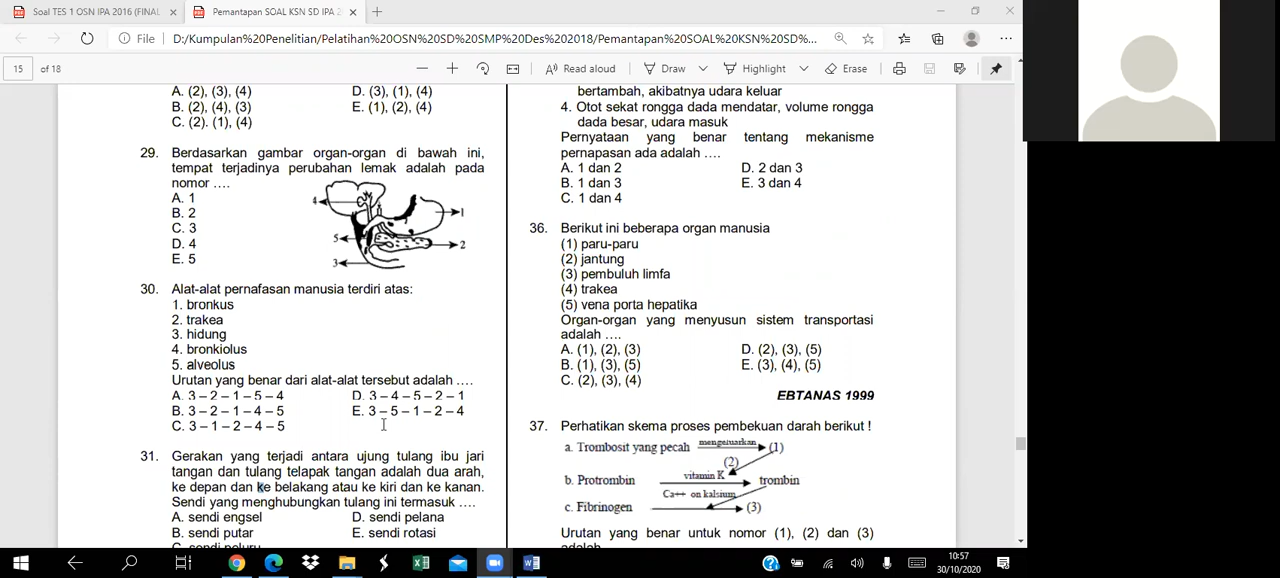 Soal TES 1 OSN IPA 2016 (FINAL
Pemantapan SOAL KSN SD IPA 2
File
D:/Kumpulan%20Penelitian/Pelatihan%20OSN%20SD%20SMP%20Des%202018/Pemantapan%20SOAL%20KSN%20SD%...
15 of 18
Read aloud
Draw
Highlight
Erase
A. (2), (3), (4) D. (3), (1), (4)
B. (2), (4), (3) E. (1), (2), (4)
C. (2). (1), (4)
29. Berdasarkan gambar organ-organ di bawah ini,
tempat terjadinya perubahan lemak adalah pada
nomor ....
A. 1
B. 2
C. 3
D. 4
E. 5
4
1
5
2
3
30. Alat-alat pernafasan manusia terdiri atas:
1. bronkus
2. trakea
3. hidung
4. bronkiolus
5. alveolus
Urutan yang benar dari alat-alat tersebut adalah ....
A. 3 – 2 – 1 – 5 – 4 D. 3 – 4 – 5 – 2 – 1
B. 3 – 2 – 1 – 4 – 5 E. 3 – 5 – 1 – 2 – 4
C. 3 – 1 – 2 – 4 – 5
31. Gerakan yang terjadi antara ujung tulang ibu jari
tangan dan tulang telapak tangan adalah dua arah,
ke depan dan ke belakang atau ke kiri dan ke kanan.
Sendi yang menghubungkan tulang ini termasuk ....
A. sendi engsel D. sendi pelana
B. sendi putar E. sendi rotasi
C. sendi peluru
bertambah, akibatnya udara keluar
4. Otot sekat rongga dada mendatar, volume rongga
dada besar, udara masuk
Pernyataan yang benar tentang mekanisme
pernapasan ada adalah ....
A. 1 dan 2 D. 2 dan 3
B. 1 dan 3 E. 3 dan 4
C. 1 dan 4
36. Berikut ini beberapa organ manusia
(1) paru-paru
(2) jantung
(3) pembuluh limfa
(4) trakea
(5) vena porta hepatika
Organ-organ yang menyusun sistem transportasi
adalah ....
A. (1), (2), (3) D. (2), (3), (5)
B. (1), (3), (5) E. (3), (4), (5)
C. (2), (3), (4)
EBTANAS 1999
37. Perhatikan skema proses pembekuan darah berikut !
a. Trombosit yang pecah mengeluarkan (1)
(2)
b. Protrombin vitamin K trombin
Ca++ on kalsium
c. Fibrinogen (3)
Urutan yang benar untuk nomor (1), (2) dan (3)
adalah
10:57
30/10/2020